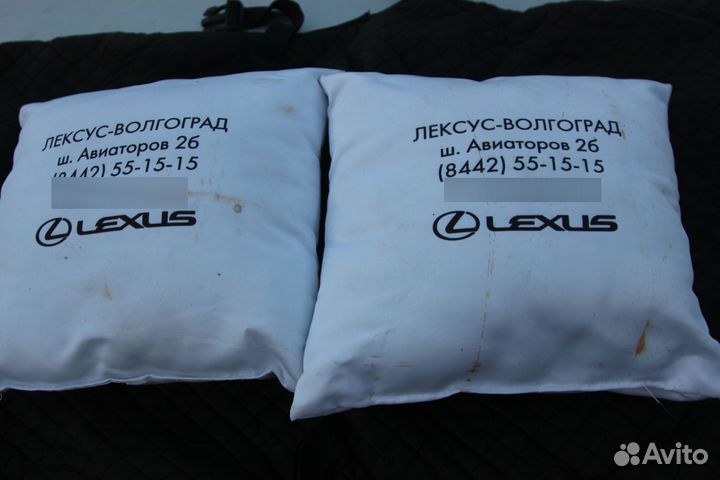 ЛЕКСУС-ВОЛГОГРАД
ш. Авиаторов 26
(8442) 55-15-15
LEXUS
ЛЕКСУС-ВОЛГОГРАД
ш. Авиаторов 26
(8442) 55-15-15
LEXUS
Avito